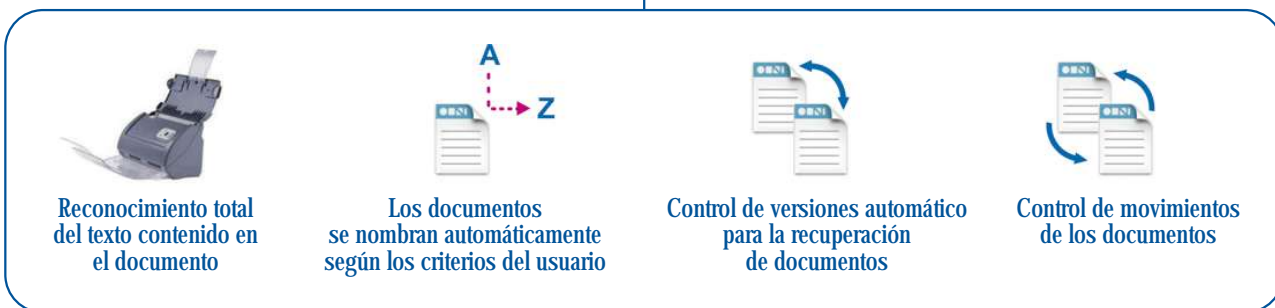 A
Z
Reconocimiento total
del texto contenido en
el documento
Los documentos
se nombran automáticamente
según los criterios del usuario
Control de versiones automático
para la recuperación
de documentos
Control de movimientos
de los documentos